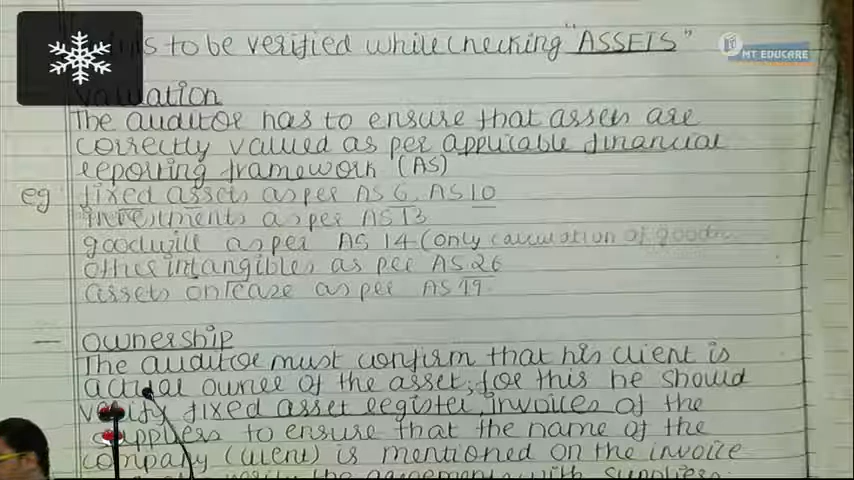 to be verified while checking "ASSETS"
MT EDUCARE
Valuation
The auditor has to ensure that assets are
correctly valued as per applicable financial
reporting framework (AS)
eg fixed assets as per AS 6, AS 10
investments as per AS 13
goodwill as per AS 14 (only calculation of
other intangibles as per AS 26
assets on lease as per AS 19
— ownership
The auditor must confirm that his client is
actual owner of the asset, for this he should
verify fixed asset register, invoices of the
suppliers to ensure that the name of the
company (client) is mentioned on the invoice
verify the agreements with suppliers.